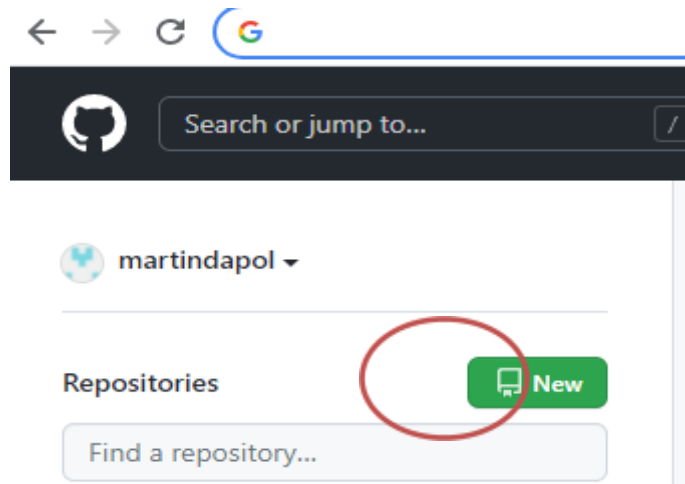 Search or jump to...
/
martindapol
Repositories
New
Find a repository...